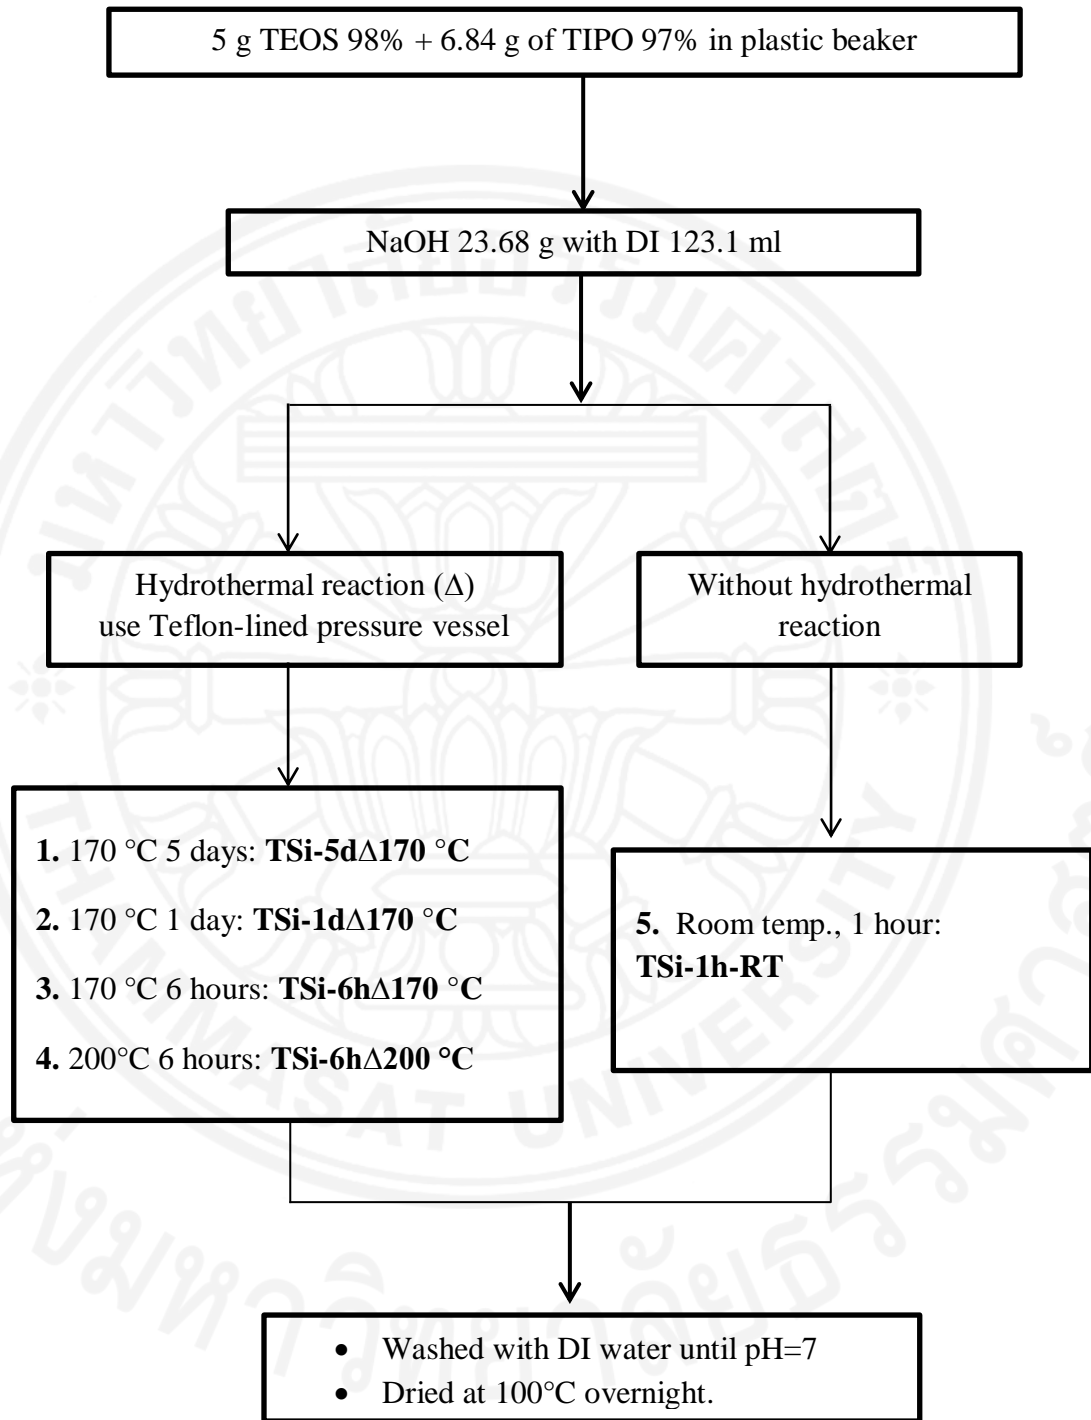 5 g TEOS 98% + 6.84 g of TIPO 97% in plastic beaker
NaOH 23.68 g with DI 123.1 ml
Hydrothermal reaction (Δ)
use Teflon-lined pressure vessel
Without hydrothermal
reaction
1. 170 °C 5 days: TSi-5dΔ170 °C
2. 170 °C 1 day: TSi-1dΔ170 °C
3. 170 °C 6 hours: TSi-6hΔ170 °C
4. 200°C 6 hours: TSi-6hΔ200 °C
5. Room temp., 1 hour:
TSi-1h-RT
• Washed with DI water until pH=7
• Dried at 100°C overnight.
THAMMASAT UNIVERSITY